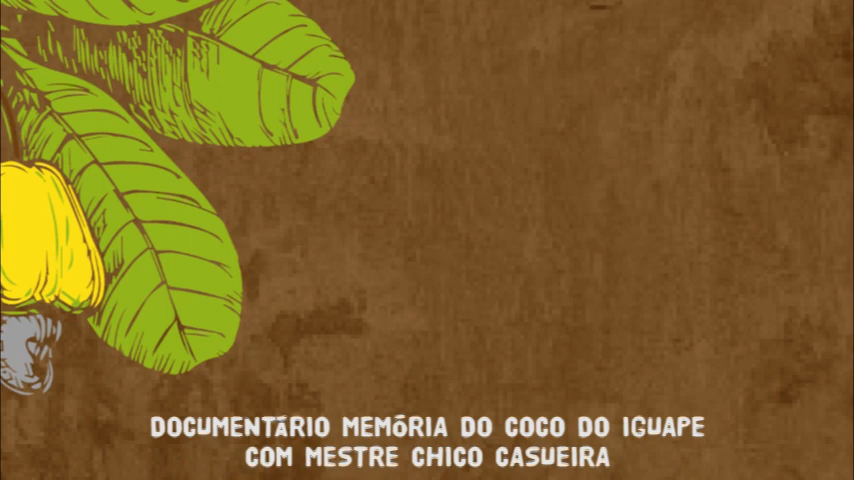 DOCUMENTÁRIO MEMÓRIA DO COCO DO IGUAPE
COM MESTRE CHICO CASUEIRA